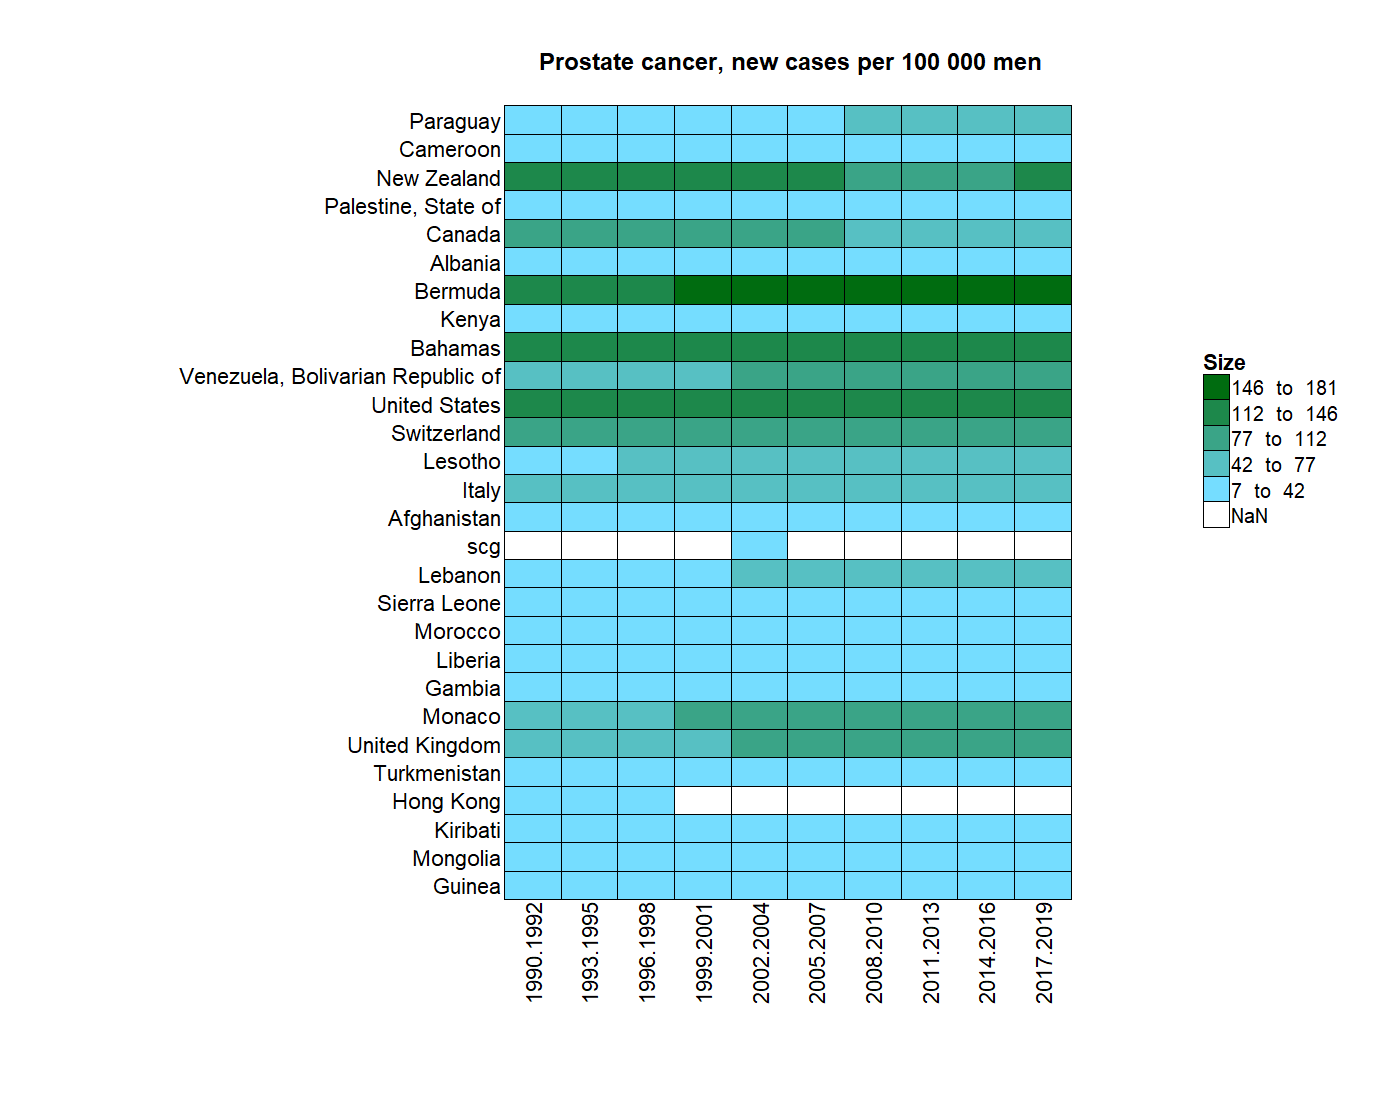 Prostate cancer, new cases per 100 000 men
Paraguay
Cameroon
New Zealand
Palestine, State of
Canada
Albania
Bermuda
Kenya
Bahamas
Venezuela, Bolivarian Republic of
United States
Switzerland
Lesotho
Italy
Afghanistan
scg
Lebanon
Sierra Leone
Morocco
Liberia
Gambia
Monaco
United Kingdom
Turkmenistan
Hong Kong
Kiribati
Mongolia
Guinea
1990.1992
1993.1995
1996.1998
1999.2001
2002.2004
2005.2007
2008.2010
2011.2013
2014.2016
2017.2019
Size
146 to 181
112 to 146
77 to 112
42 to 77
7 to 42
NaN